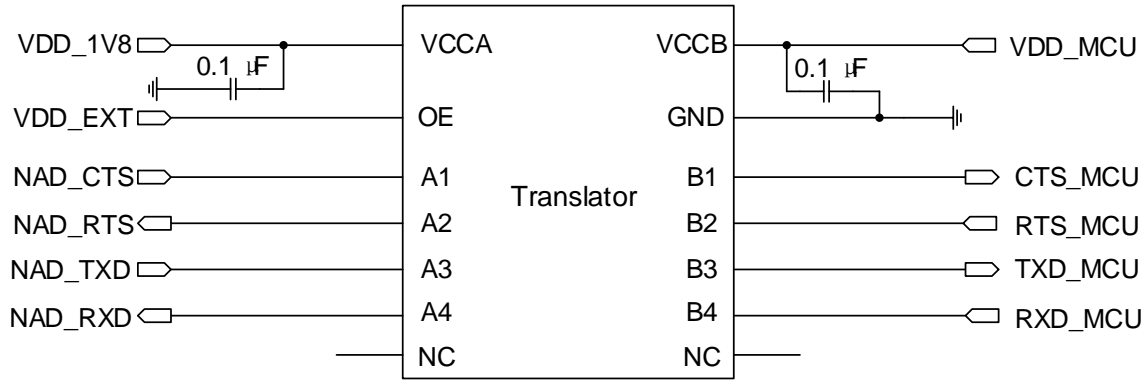 VDD_1V8 VCCA VCCB VDD_MCU
0.1 μF 0.1 μF
VDD_EXT OE GND
NAD_CTS A1 B1 CTS_MCU
Translator
NAD_RTS A2 B2 RTS_MCU
NAD_TXD A3 B3 TXD_MCU
NAD_RXD A4 B4 RXD_MCU
NC NC